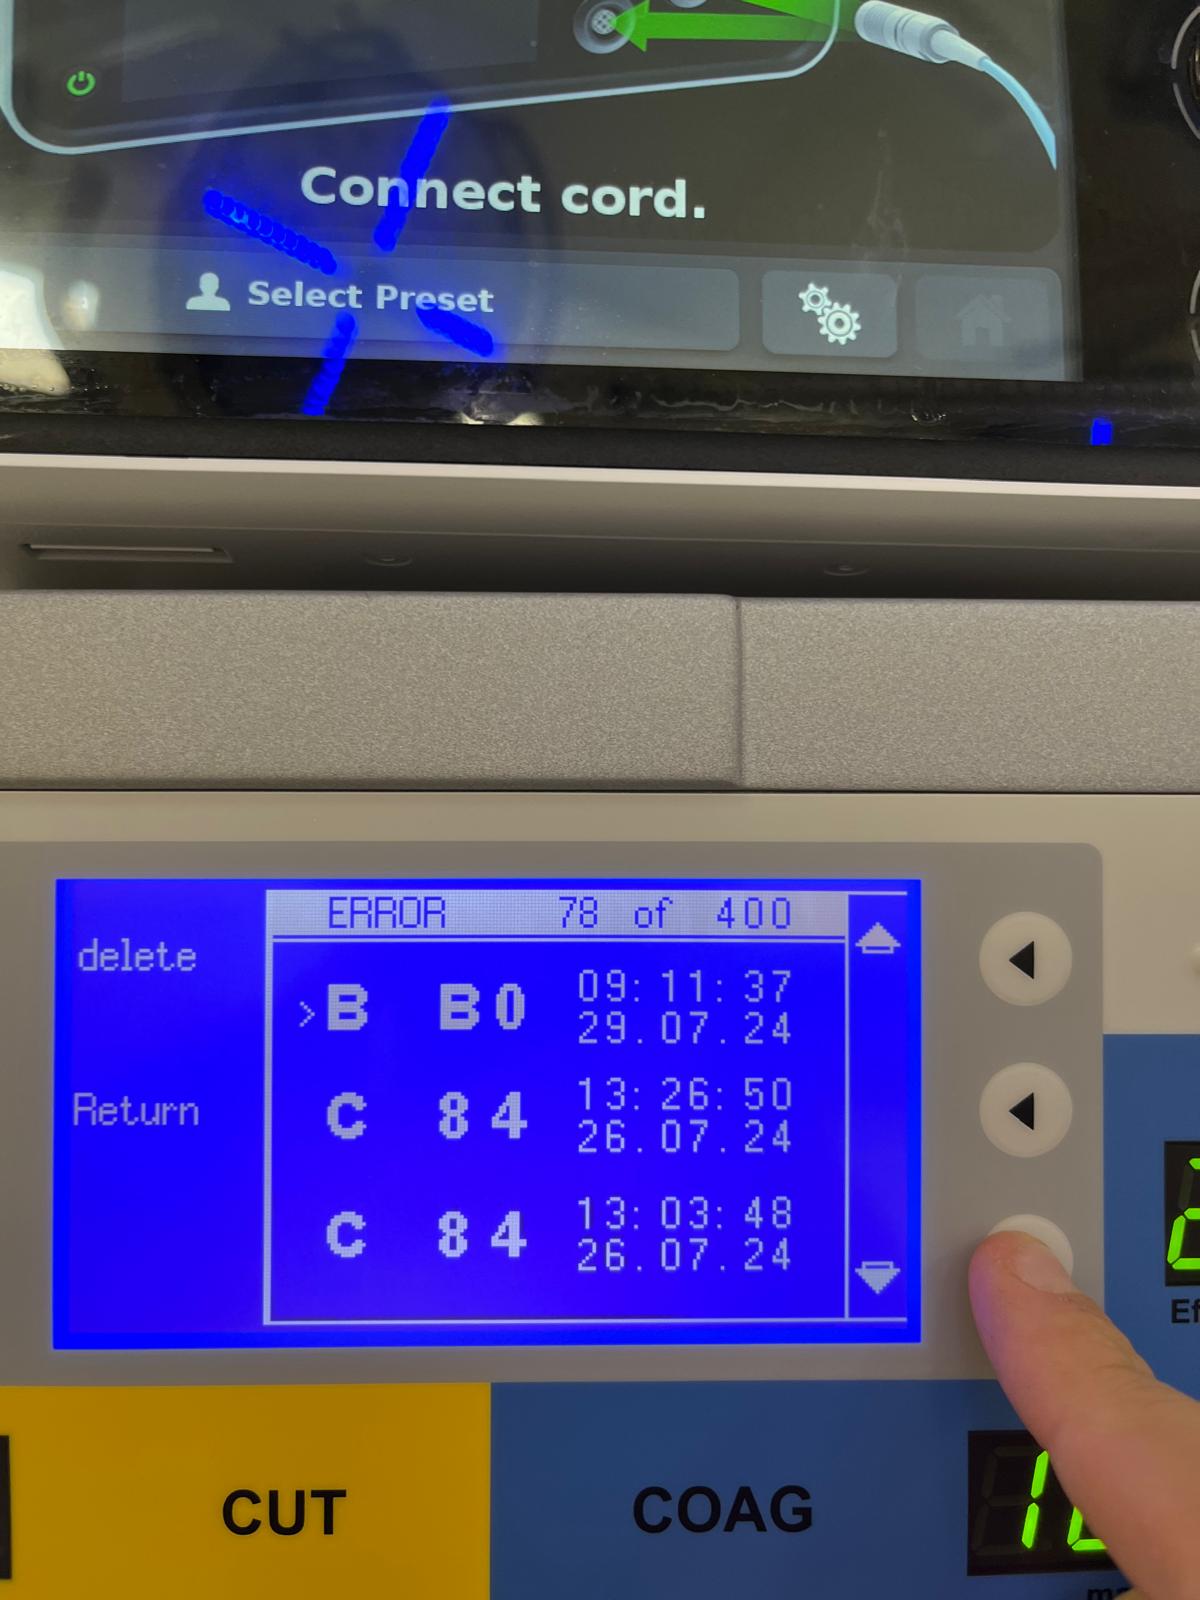 Connect cord.
Select Preset
delete
Return
ERROR 78 of 400
>B B0 09:11:37
29.07.24
C 84 13:26:50
26.07.24
C 84 13:03:48
26.07.24
CUT
COAG